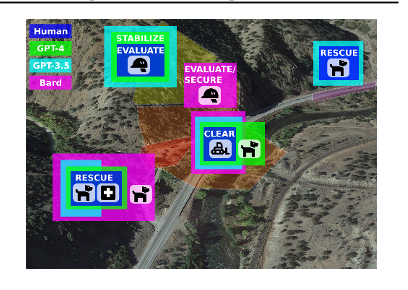 Human
GPT-4
GPT-3.5
Bard
STABILIZE
EVALUATE
EVALUATE/
SECURE
RESCUE
CLEAR
RESCUE